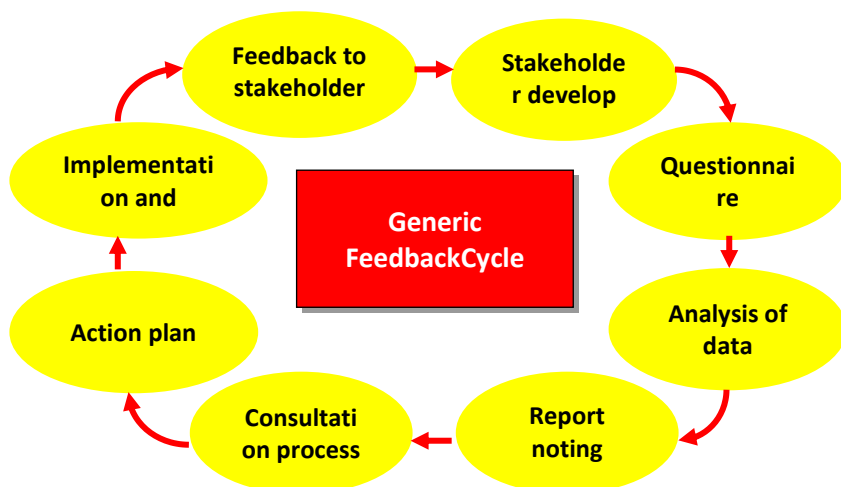 Feedback to
stakeholder
Stakeholde
r develop
Implementati
on and
Questionnai
re
Generic
FeedbackCycle
Action plan
Analysis of
data
Consultati
on process
Report
noting